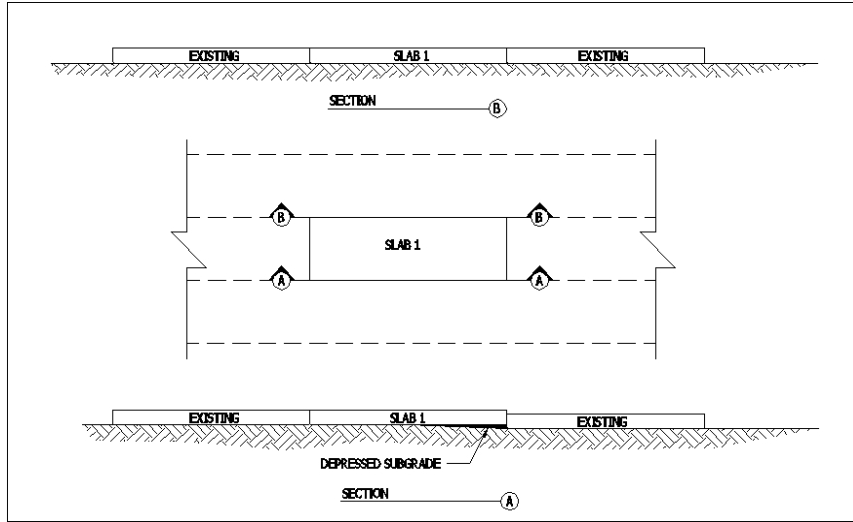 EXISTING SLAB 1 EXISTING
SECTION B
B B
SLAB 1
A A
EXISTING SLAB 1 EXISTING
DEPRESSED SUBGRADE
SECTION A